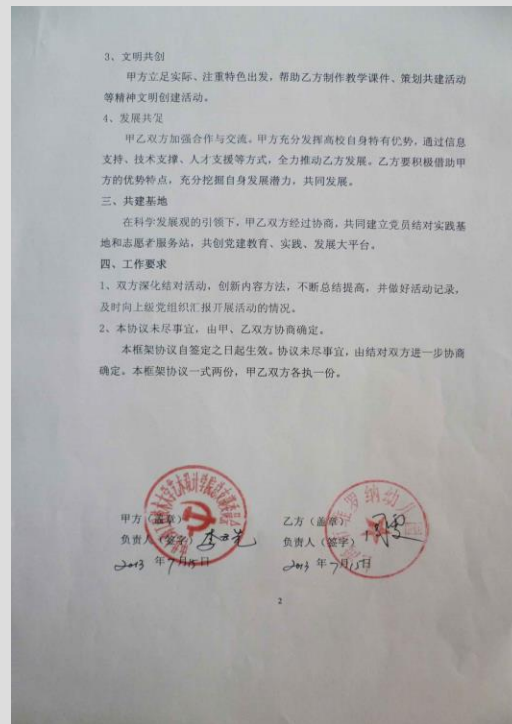 3、文明共创
甲方立足实际、注重特色出发，帮助乙方制作教学课件、策划共建活动
等精神文明创建活动。
4、发展共促
甲乙双方加强合作与交流。甲方充分发挥高校自身特有优势，通过信息
支持、技术支撑、人才支援等方式，全力推动乙方发展。乙方要积极借助甲
方的优势特点，充分挖掘自身发展潜力，共同发展。
三、共建基地
在科学发展观的引领下，甲乙双方经过协商，共同建立党员结对实践基
地和志愿者服务站，共创党建教育、实践、发展大平台。
四、工作要求
1、双方深化结对活动，创新内容方法，不断总结提高，并做好活动记录，
及时向上级党组织汇报开展活动的情况。
2、本协议未尽事宜，由甲、乙双方协商确定。
本框架协议自签定之日起生效。协议未尽事宜，由结对双方进一步协商
确定。本框架协议一式两份，甲乙双方各执一份。
甲方（盖章） 乙方（盖章）
负责人（签字） 负责人（签字）
2013 年7月15日 2013 年7月15日
罗纳幼儿园
2